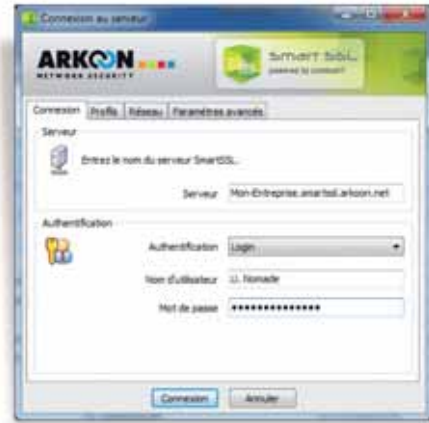 Connexion au serveur
ARKOON
NETWORK SECURITY
SMART SSL
Connexion Profils Réseau Paramètres avancés
Serveur
Entrez le nom du serveur SmartSSL.
Serveur Mon-Entreprise.smartssl.arkoon.net
Authentification
Authentification Login
Nom d'utilisateur Nomade
Mot de passe ••••••••••••••
Connexion Annuler